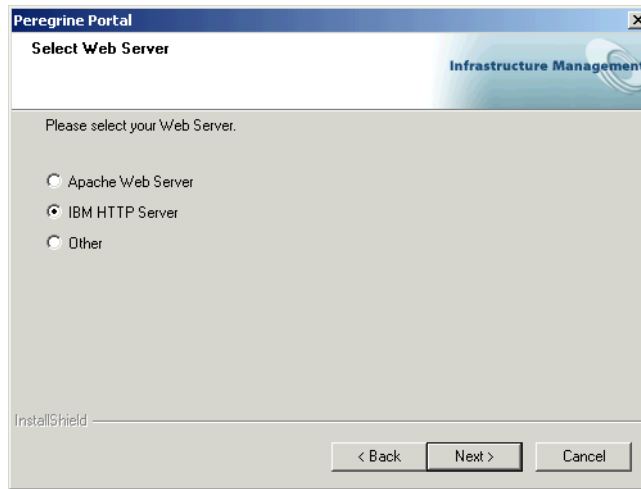 Peregrine Portal
Select Web Server
Infrastructure Management
Please select your Web Server.
Apache Web Server
IBM HTTP Server
Other
InstallShield
< Back
Next >
Cancel